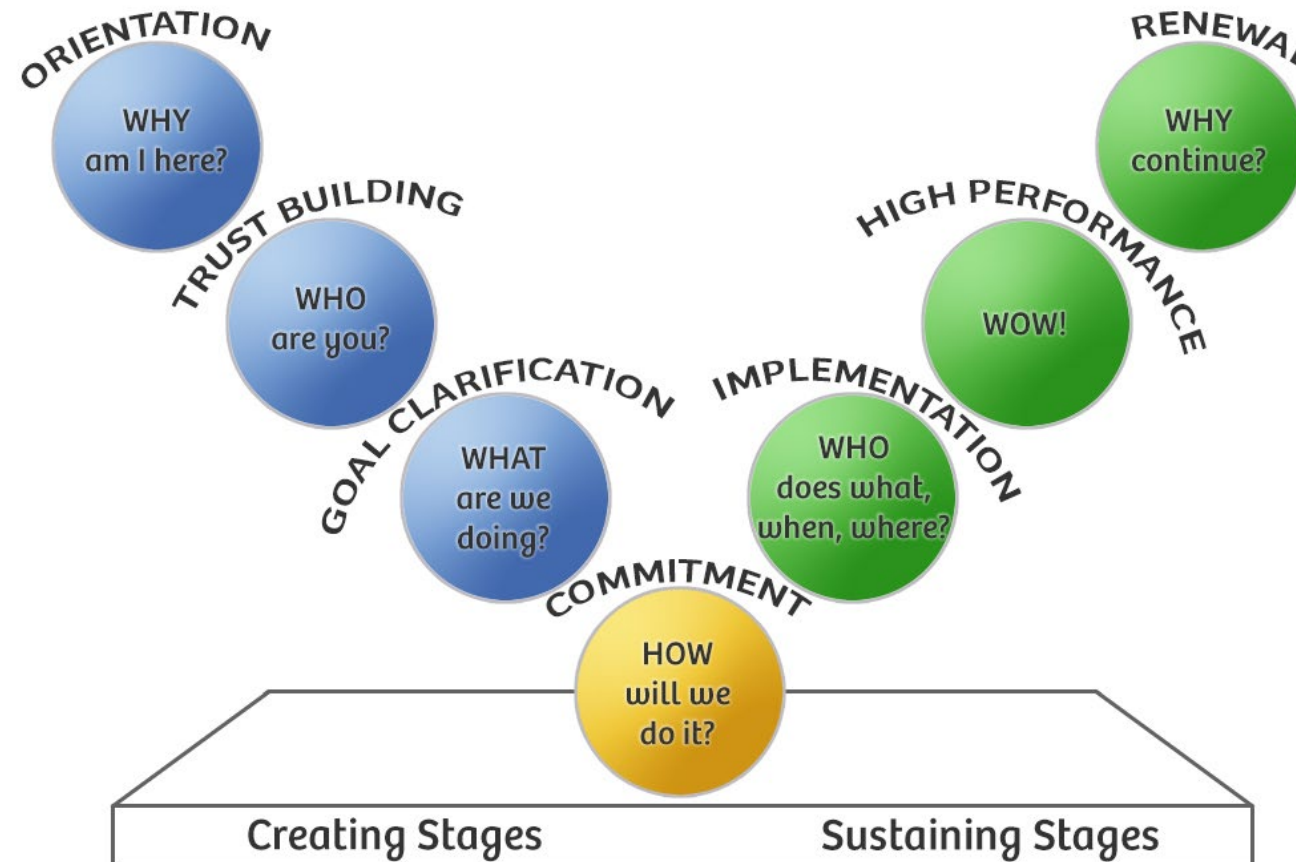 ORIENTATION
WHY
am I here?
TRUST BUILDING
WHO
are you?
GOAL CLARIFICATION
WHAT
are we
doing?
COMMITMENT
HOW
will we
do it?
IMPLEMENTATION
WHO
does what,
when, where?
HIGH PERFORMANCE
WOW!
RENEWAL
WHY
continue?
Creating Stages
Sustaining Stages